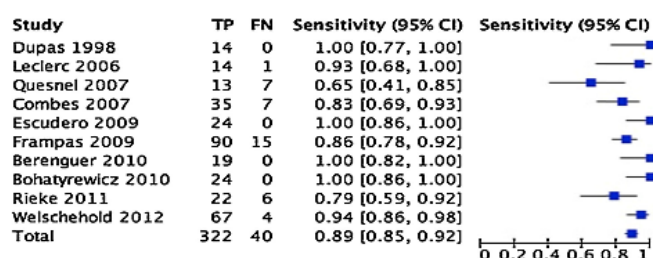 Study TP FN Sensitivity (95% CI) Sensitivity (95% CI)
Dupas 1998 14 0 1.00 [0.77, 1.00]
Leclerc 2006 14 1 0.93 [0.68, 1.00]
Quesnel 2007 13 7 0.65 [0.41, 0.85]
Combes 2007 35 7 0.83 [0.69, 0.93]
Escudero 2009 24 0 1.00 [0.86, 1.00]
Frampas 2009 90 15 0.86 [0.78, 0.92]
Berenguer 2010 19 0 1.00 [0.82, 1.00]
Bohatyrewicz 2010 24 0 1.00 [0.86, 1.00]
Rieke 2011 22 6 0.79 [0.59, 0.92]
Welschehold 2012 67 4 0.94 [0.86, 0.98]
Total 322 40 0.89 [0.85, 0.92]
0 0.2 0.4 0.6 0.8 1